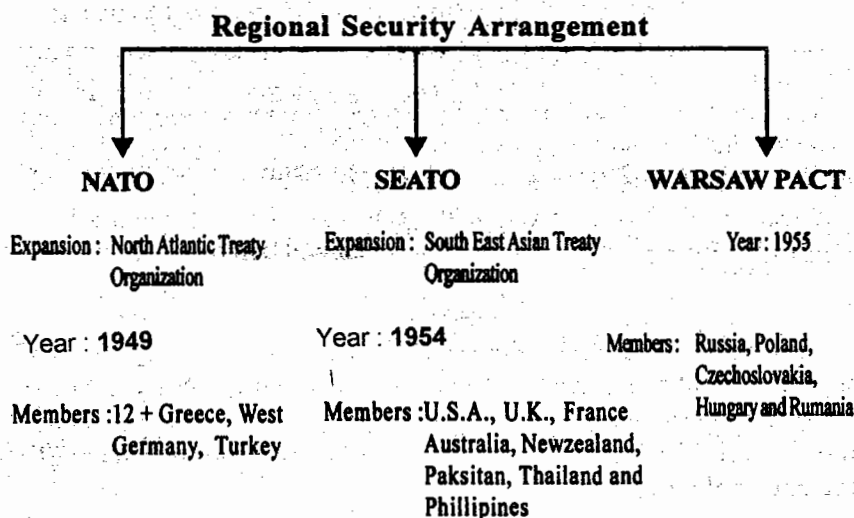 Regional Security Arrangement
NATO
Expansion : North Atlantic Treaty
Organization
Year : 1949
Members :12 + Greece, West
Germany, Turkey
SEATO
Expansion : South East Asian Treaty
Organization
Year : 1954
Members :U.S.A., U.K., France
Australia, Newzealand,
Paksitan, Thailand and
Phillipines
WARSAW PACT
Year : 1955
Members: Russia, Poland,
Czechoslovakia,
Hungary and Rumania